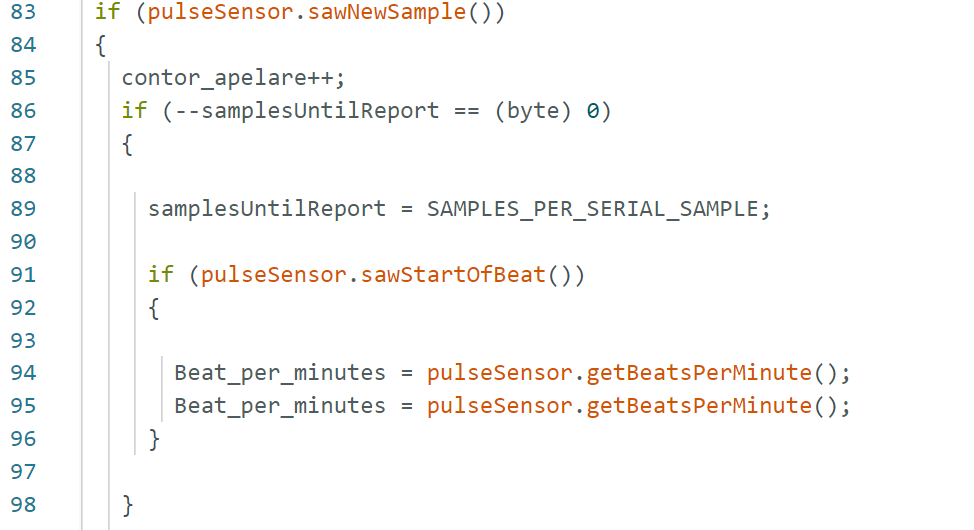 83 if (pulseSensor.sawNewSample())
84 {
85 contor_apelare++;
86 if (--samplesUntilReport == (byte) 0)
87 {
88
89 samplesUntilReport = SAMPLES_PER_SERIAL_SAMPLE;
90
91 if (pulseSensor.sawStartOfBeat())
92 {
93
94 Beat_per_minutes = pulseSensor.getBeatsPerMinute();
95 Beat_per_minutes = pulseSensor.getBeatsPerMinute();
96 }
97
98 }